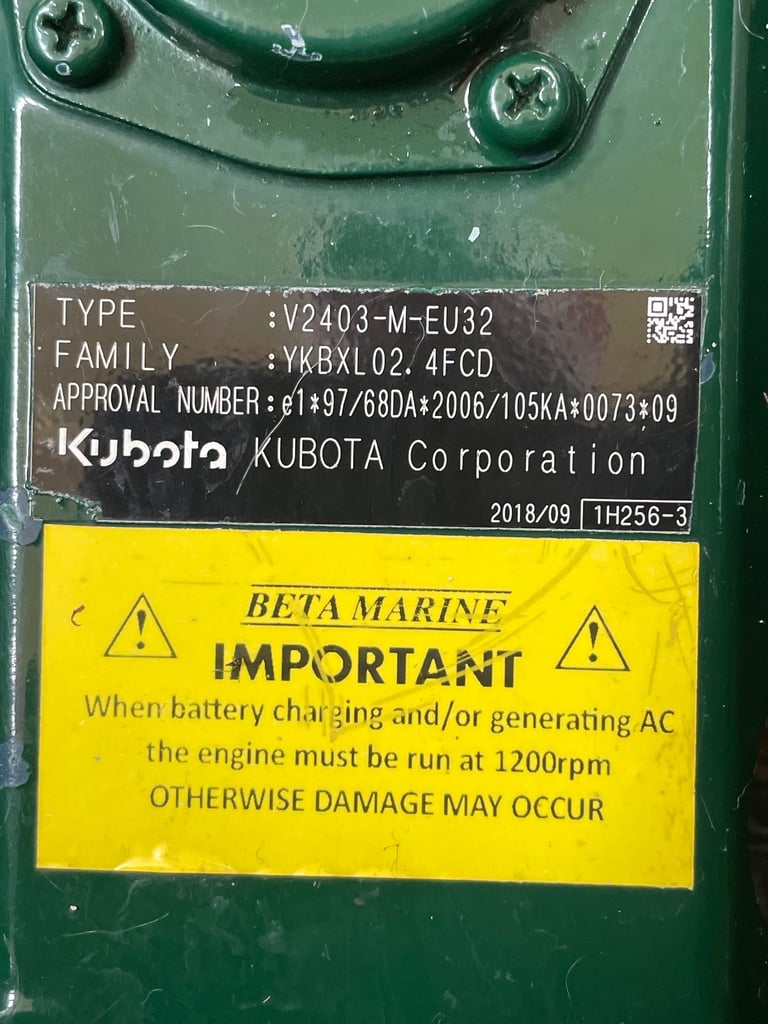 TYPE :V2403-M-EU32
FAMILY :YKBXL02.4FCD
APPROVAL NUMBER:e1*97/68DA*2006/105KA*0073*09
Kubota KUBOTA Corporation
2018/09 1H256-3
BETA MARINE
IMPORTANT
When battery charging and/or generating AC
the engine must be run at 1200rpm
OTHERWISE DAMAGE MAY OCCUR